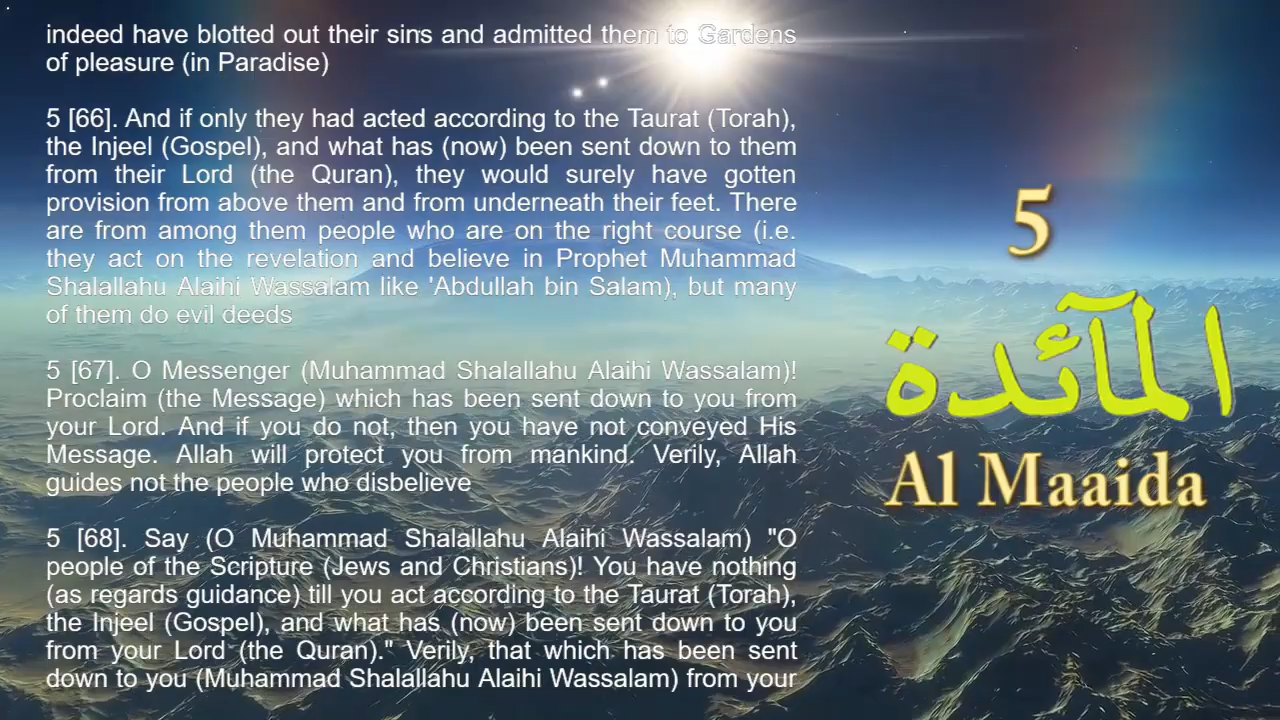 indeed have blotted out their sins and admitted them to Gardens
of pleasure (in Paradise)
5 [66]. And if only they had acted according to the Taurat (Torah),
the Injeel (Gospel), and what has (now) been sent down to them
from their Lord (the Quran), they would surely have gotten
provision from above them and from underneath their feet. There
are from among them people who are on the right course (i.e.
they act on the revelation and believe in Prophet Muhammad
Shalallahu Alaihi Wassalam like 'Abdullah bin Salam), but many
of them do evil deeds
5 [67]. O Messenger (Muhammad Shalallahu Alaihi Wassalam)!
Proclaim (the Message) which has been sent down to you from
your Lord. And if you do not, then you have not conveyed His
Message. Allah will protect you from mankind. Verily, Allah
guides not the people who disbelieve
5 [68]. Say (O Muhammad Shalallahu Alaihi Wassalam) "O
people of the Scripture (Jews and Christians)! You have nothing
(as regards guidance) till you act according to the Taurat (Torah),
the Injeel (Gospel), and what has (now) been sent down to you
from your Lord (the Quran)." Verily, that which has been sent
down to you (Muhammad Shalallahu Alaihi Wassalam) from your
5
المآئدة
Al Maaida